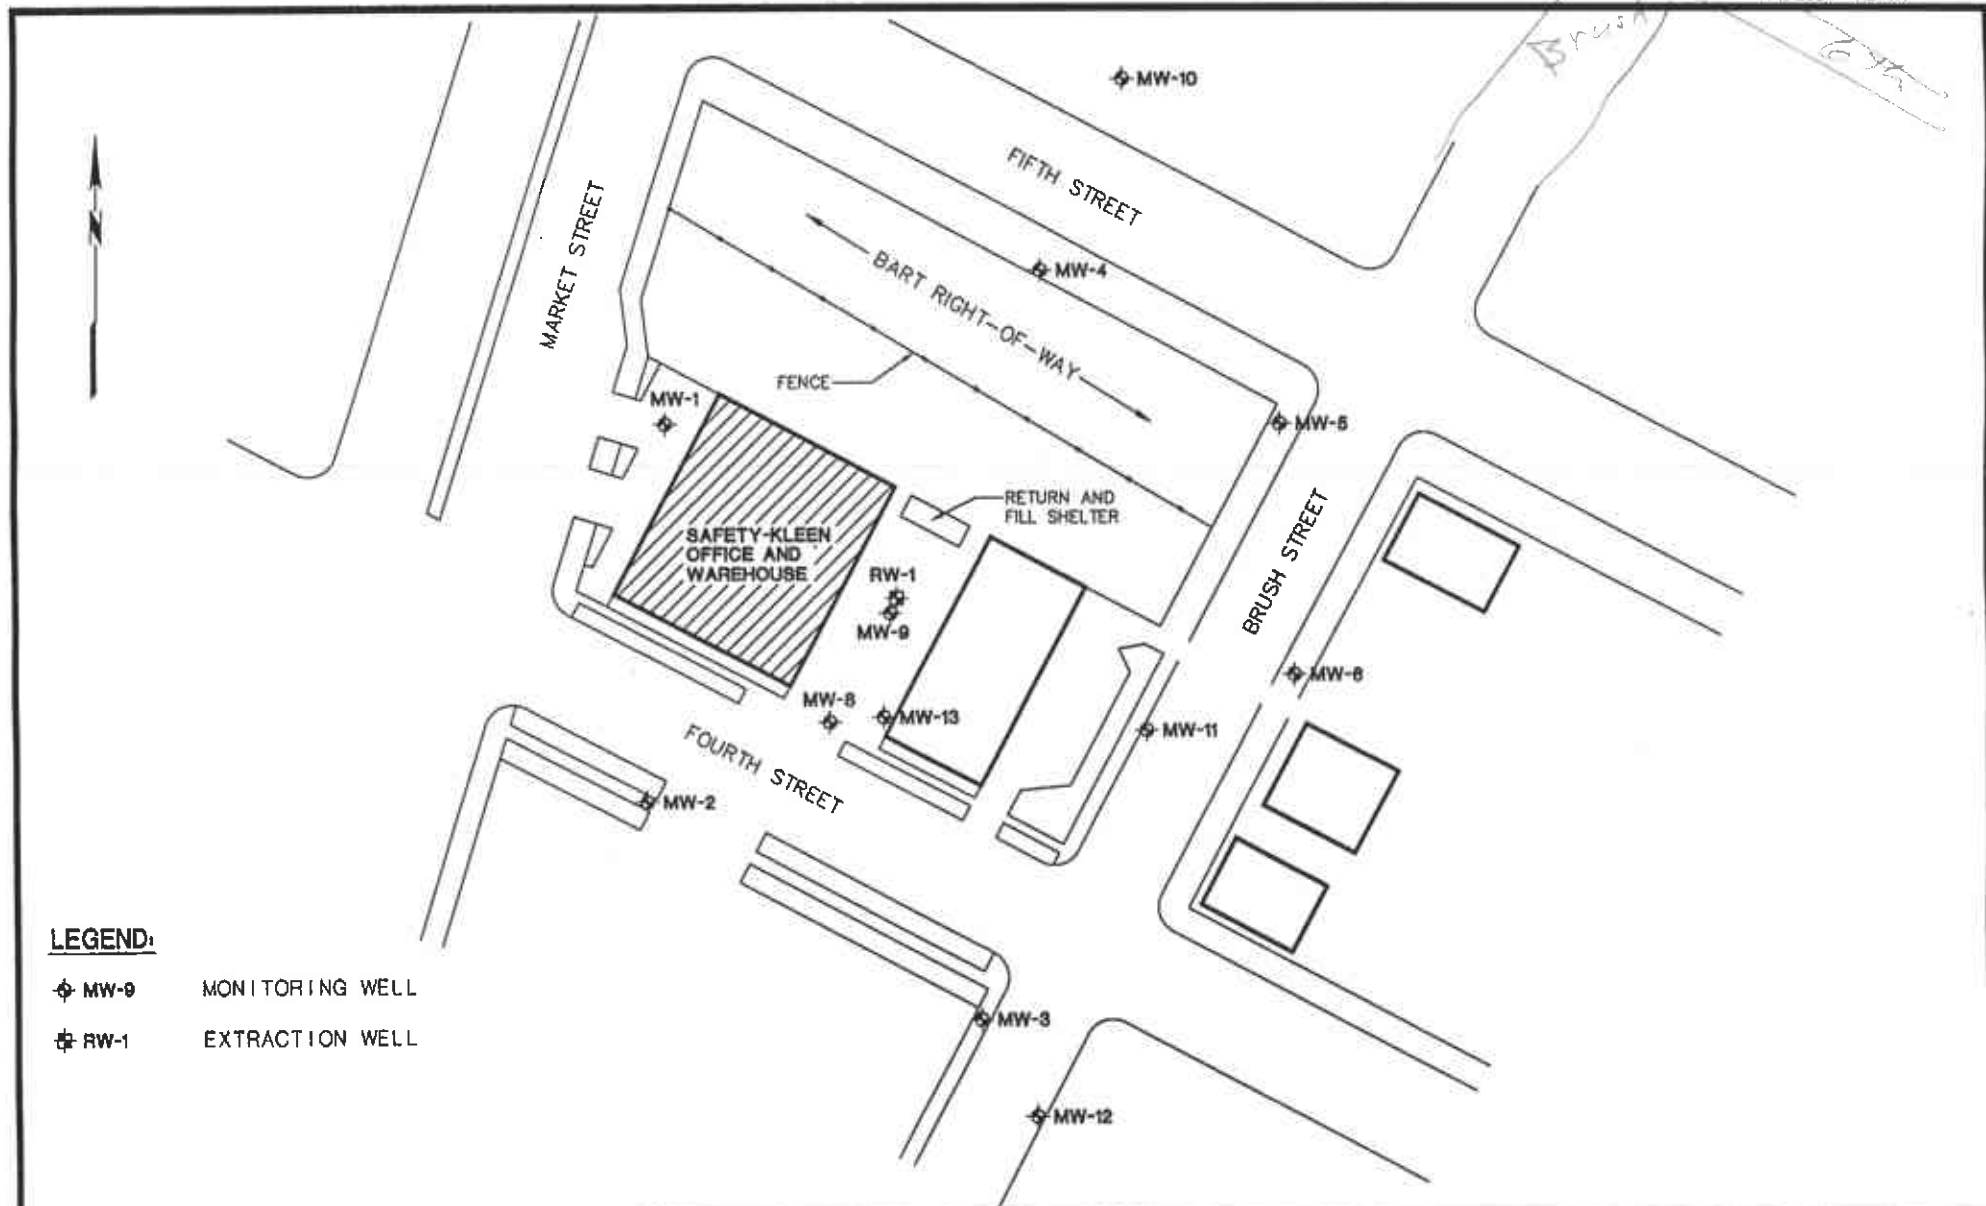 Brush
6th
MW-10
FIFTH STREET
MARKET STREET
MW-4
BART RIGHT-OF-WAY
N
FENCE
MW-1
MW-5
RETURN AND
FILL SHELTER
SAFETY-KLEEN
OFFICE AND
WAREHOUSE
BRUSH STREET
RW-1
MW-9
MW-6
MW-8
MW-13
MW-11
FOURTH STREET
MW-2
LEGEND:
MW-9 MONITORING WELL
RW-1 EXTRACTION WELL
MW-3
MW-12